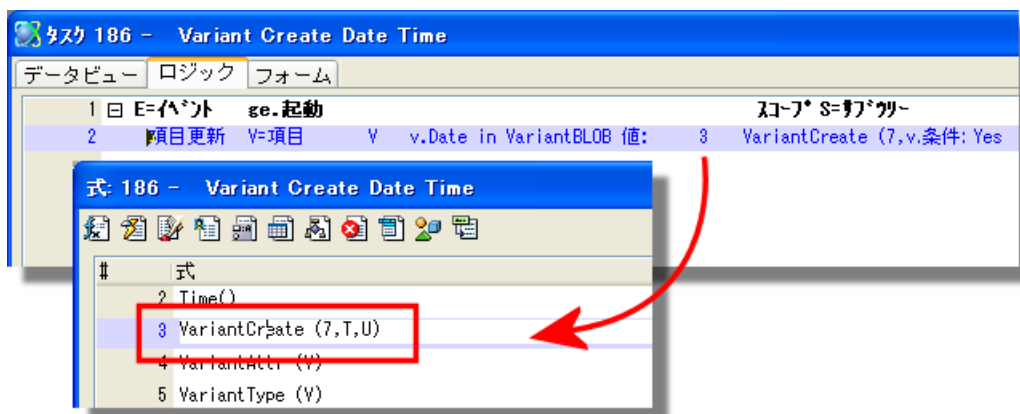 タスク 186 - Variant Create Date Time
データビュー ロジック フォーム
1 E=イベント ge.起動 スコープ S=サブツリー
2 項目更新 V=項目 V v.Date in VariantBLOB 値: 3 VariantCreate (7,v.条件: Yes
式: 186 - Variant Create Date Time
# 式
2 Time()
3 VariantCreate (7,T,U)
4 VariantAttr (V)
5 VariantType (V)